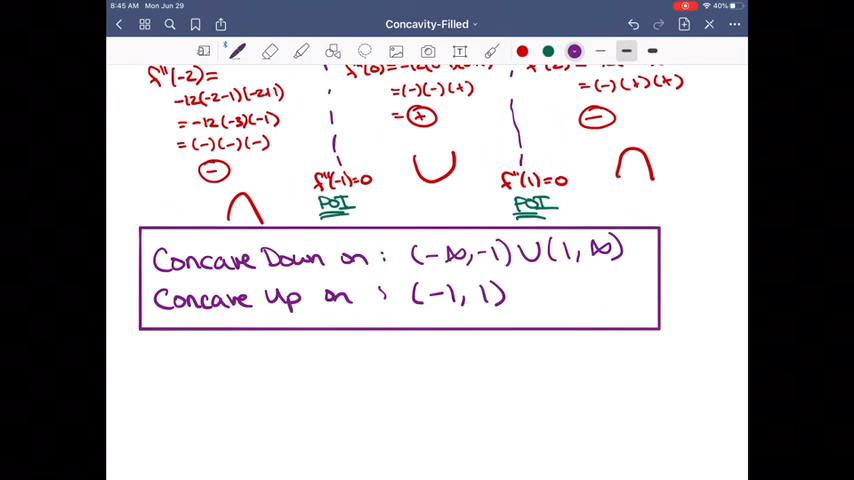 8:45 AM Mon Jun 29
40%
Concavity-Filled
f''(-2)=
-12(-2-1)(-2+1)
= -12(-3)(-1)
= (-)(-)(-)
-
= (-)(-)(+)
= +
= (-)(+)(+)
-
f''(-1)=0
POI
f''(1)=0
POI
Concave Down on : (-∞,-1)∪(1,∞)
Concave Up on : (-1, 1)